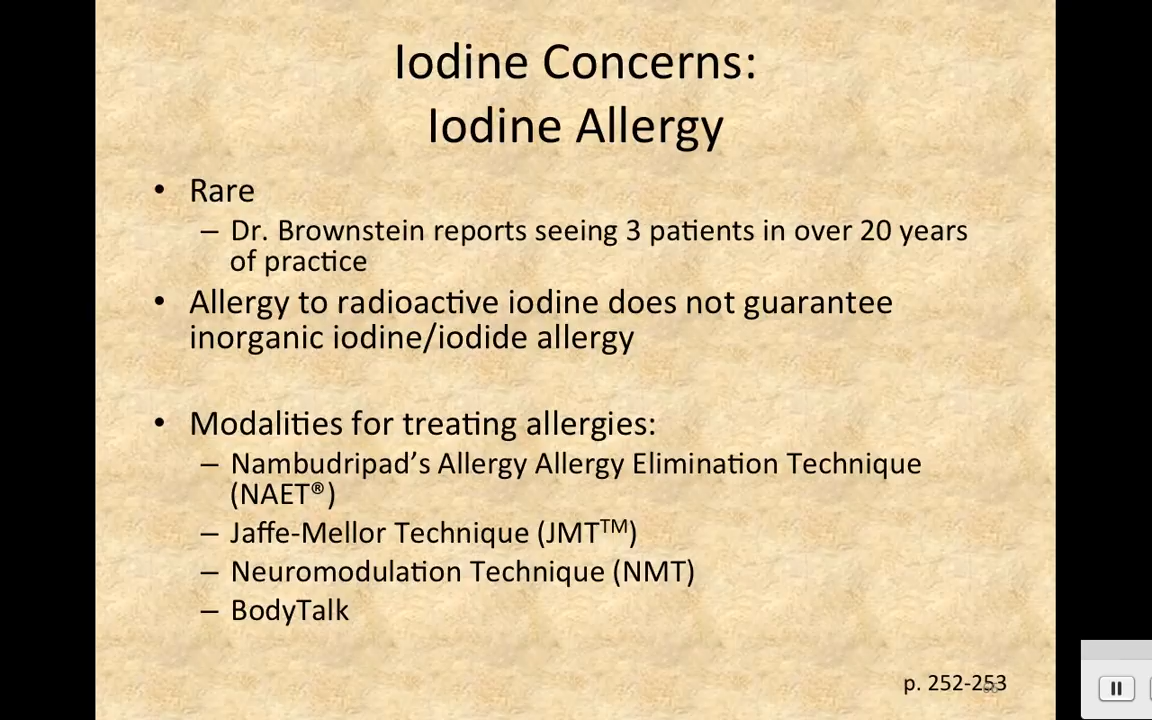 Iodine Concerns:
Iodine Allergy
• Rare
– Dr. Brownstein reports seeing 3 patients in over 20 years
of practice
• Allergy to radioactive iodine does not guarantee
inorganic iodine/iodide allergy
• Modalities for treating allergies:
– Nambudripad’s Allergy Allergy Elimination Technique
(NAET®)
– Jaffe-Mellor Technique (JMT™)
– Neuromodulation Technique (NMT)
– BodyTalk
p. 252-253